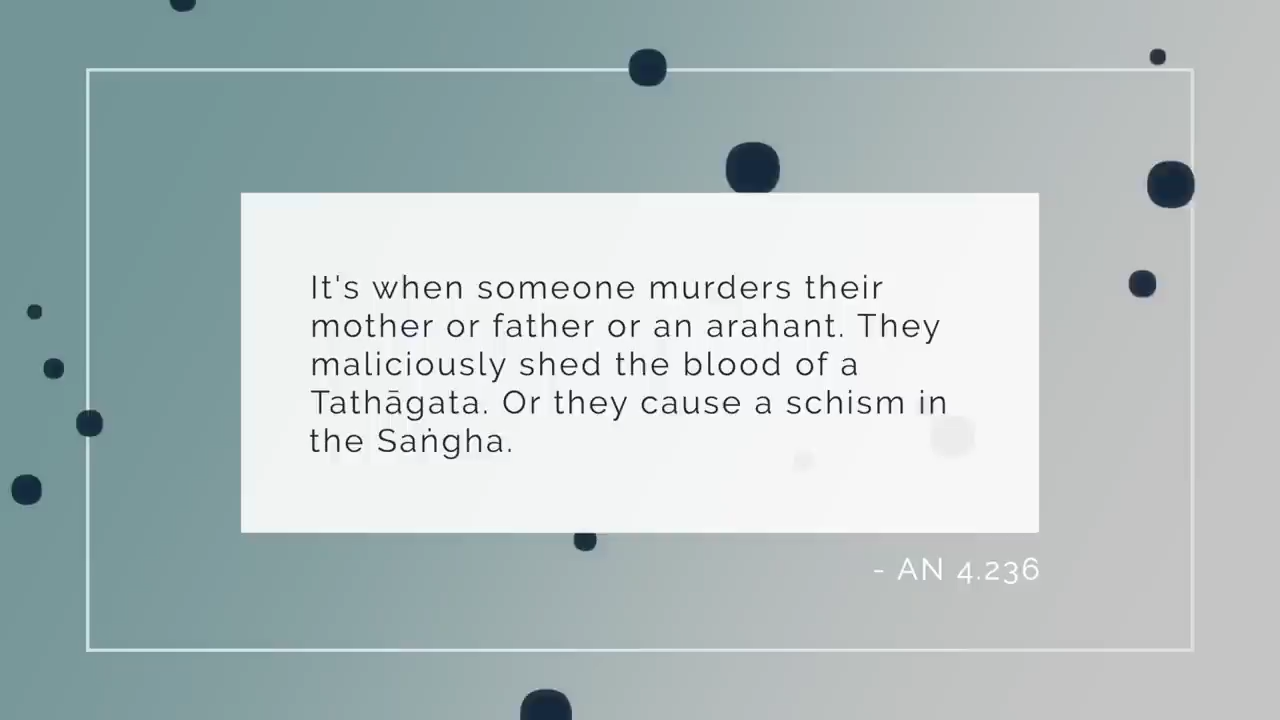 It's when someone murders their
mother or father or an arahant. They
maliciously shed the blood of a
Tathāgata. Or they cause a schism in
the Saṅgha.
- AN 4.236